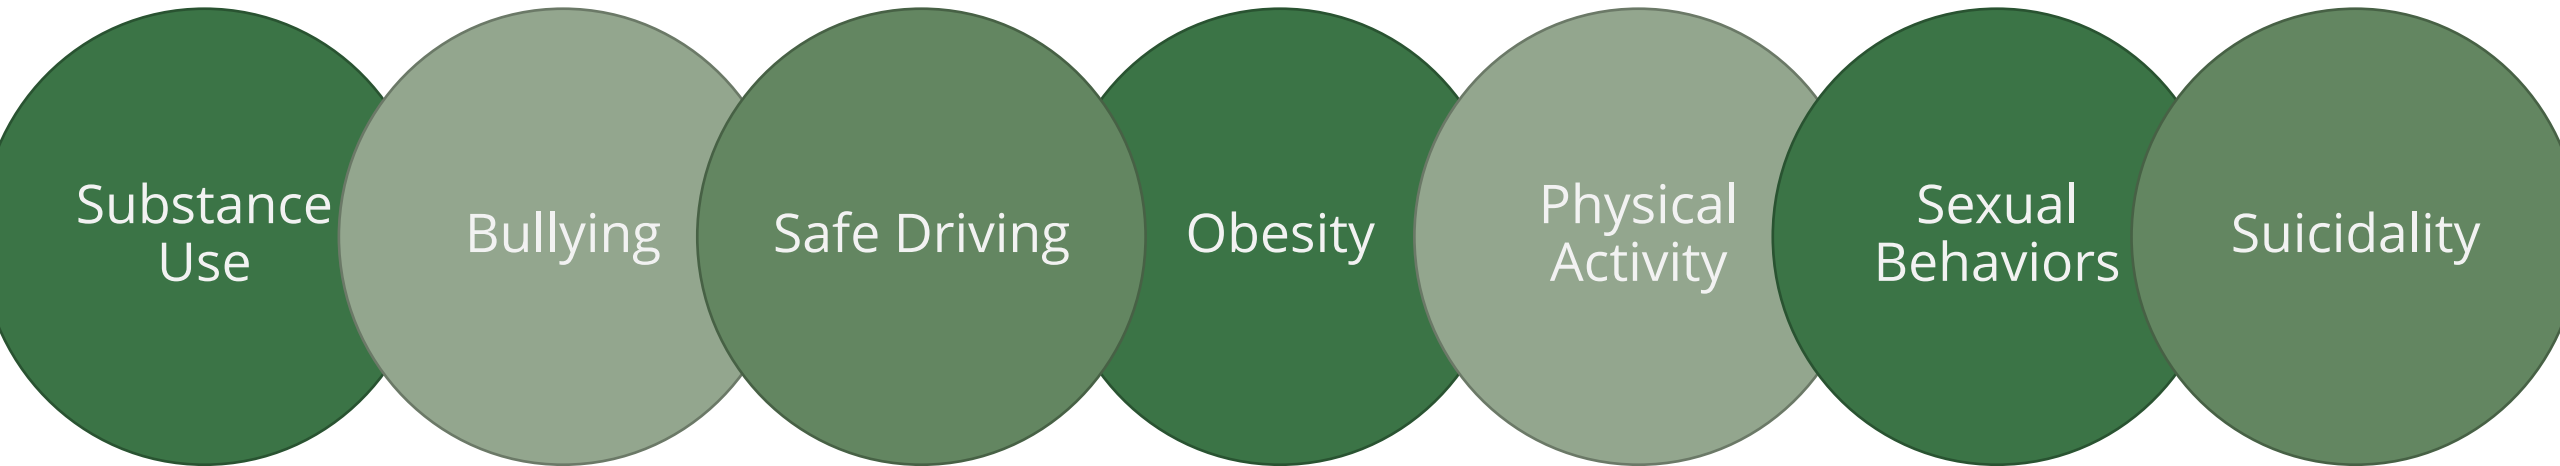 Substance
Use
Bullying
Safe Driving
Obesity
Physical
Activity
Sexual
Behaviors
Suicidality